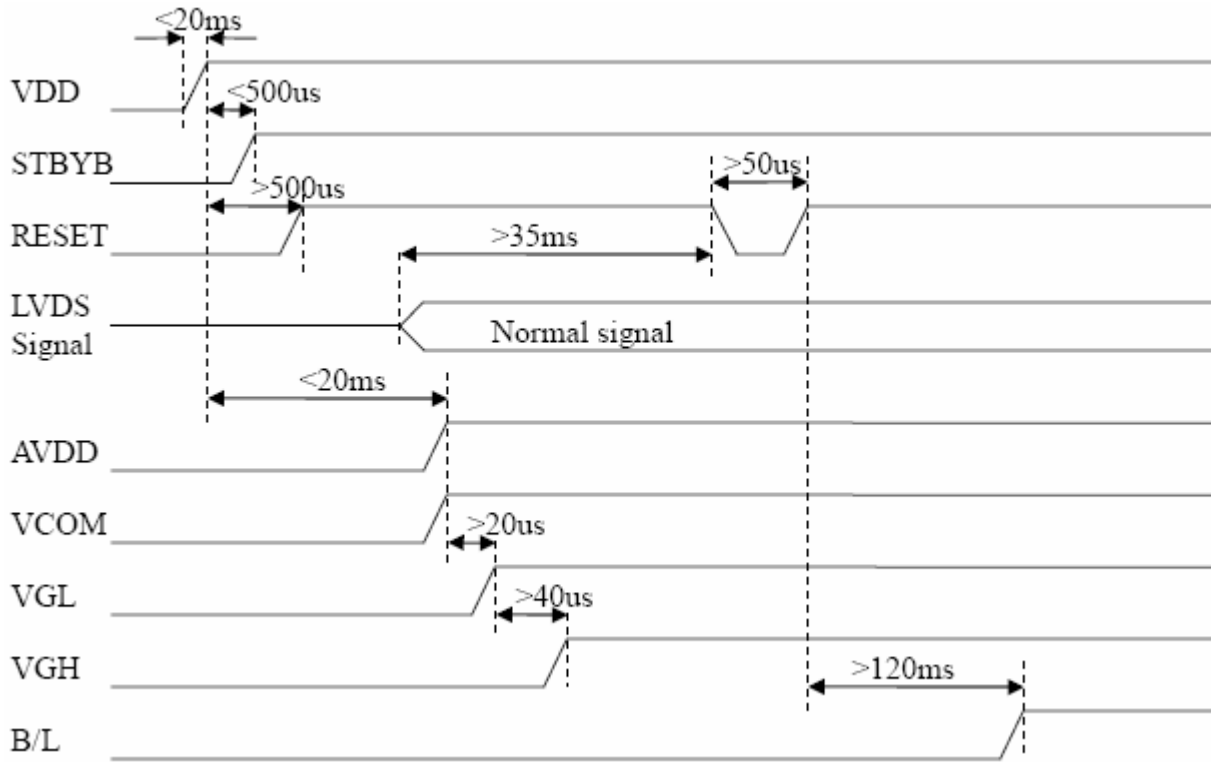 <20ms
VDD
<500us
STBYB
>50us
>500us
RESET
>35ms
LVDS
Signal
Normal signal
<20ms
AVDD
VCOM
>20us
VGL
>40us
VGH
>120ms
B/L